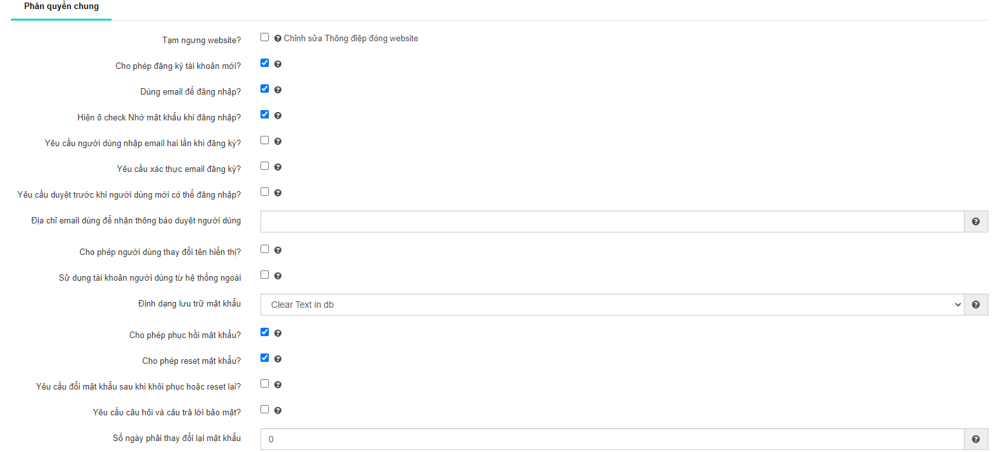 Phân quyền chung
Tạm ngưng website? Chỉnh sửa Thông điệp đóng website
Cho phép đăng ký tài khoản mới?
Dùng email để đăng nhập?
Hiện ô check Nhớ mật khẩu khi đăng nhập?
Yêu cầu người dùng nhập email hai lần khi đăng ký?
Yêu cầu xác thực email đăng ký?
Yêu cầu duyệt trước khi người dùng mới có thể đăng nhập?
Địa chỉ email dùng để nhận thông báo duyệt người dùng
Cho phép người dùng thay đổi tên hiển thị?
Sử dụng tài khoản người dùng từ hệ thống ngoài
Định dạng lưu trữ mật khẩu Clear Text in db
Cho phép phục hồi mật khẩu?
Cho phép reset mật khẩu?
Yêu cầu đổi mật khẩu sau khi khôi phục hoặc reset lại?
Yêu cầu câu hỏi và câu trả lời bảo mật?
Số ngày phải thay đổi lại mật khẩu 0